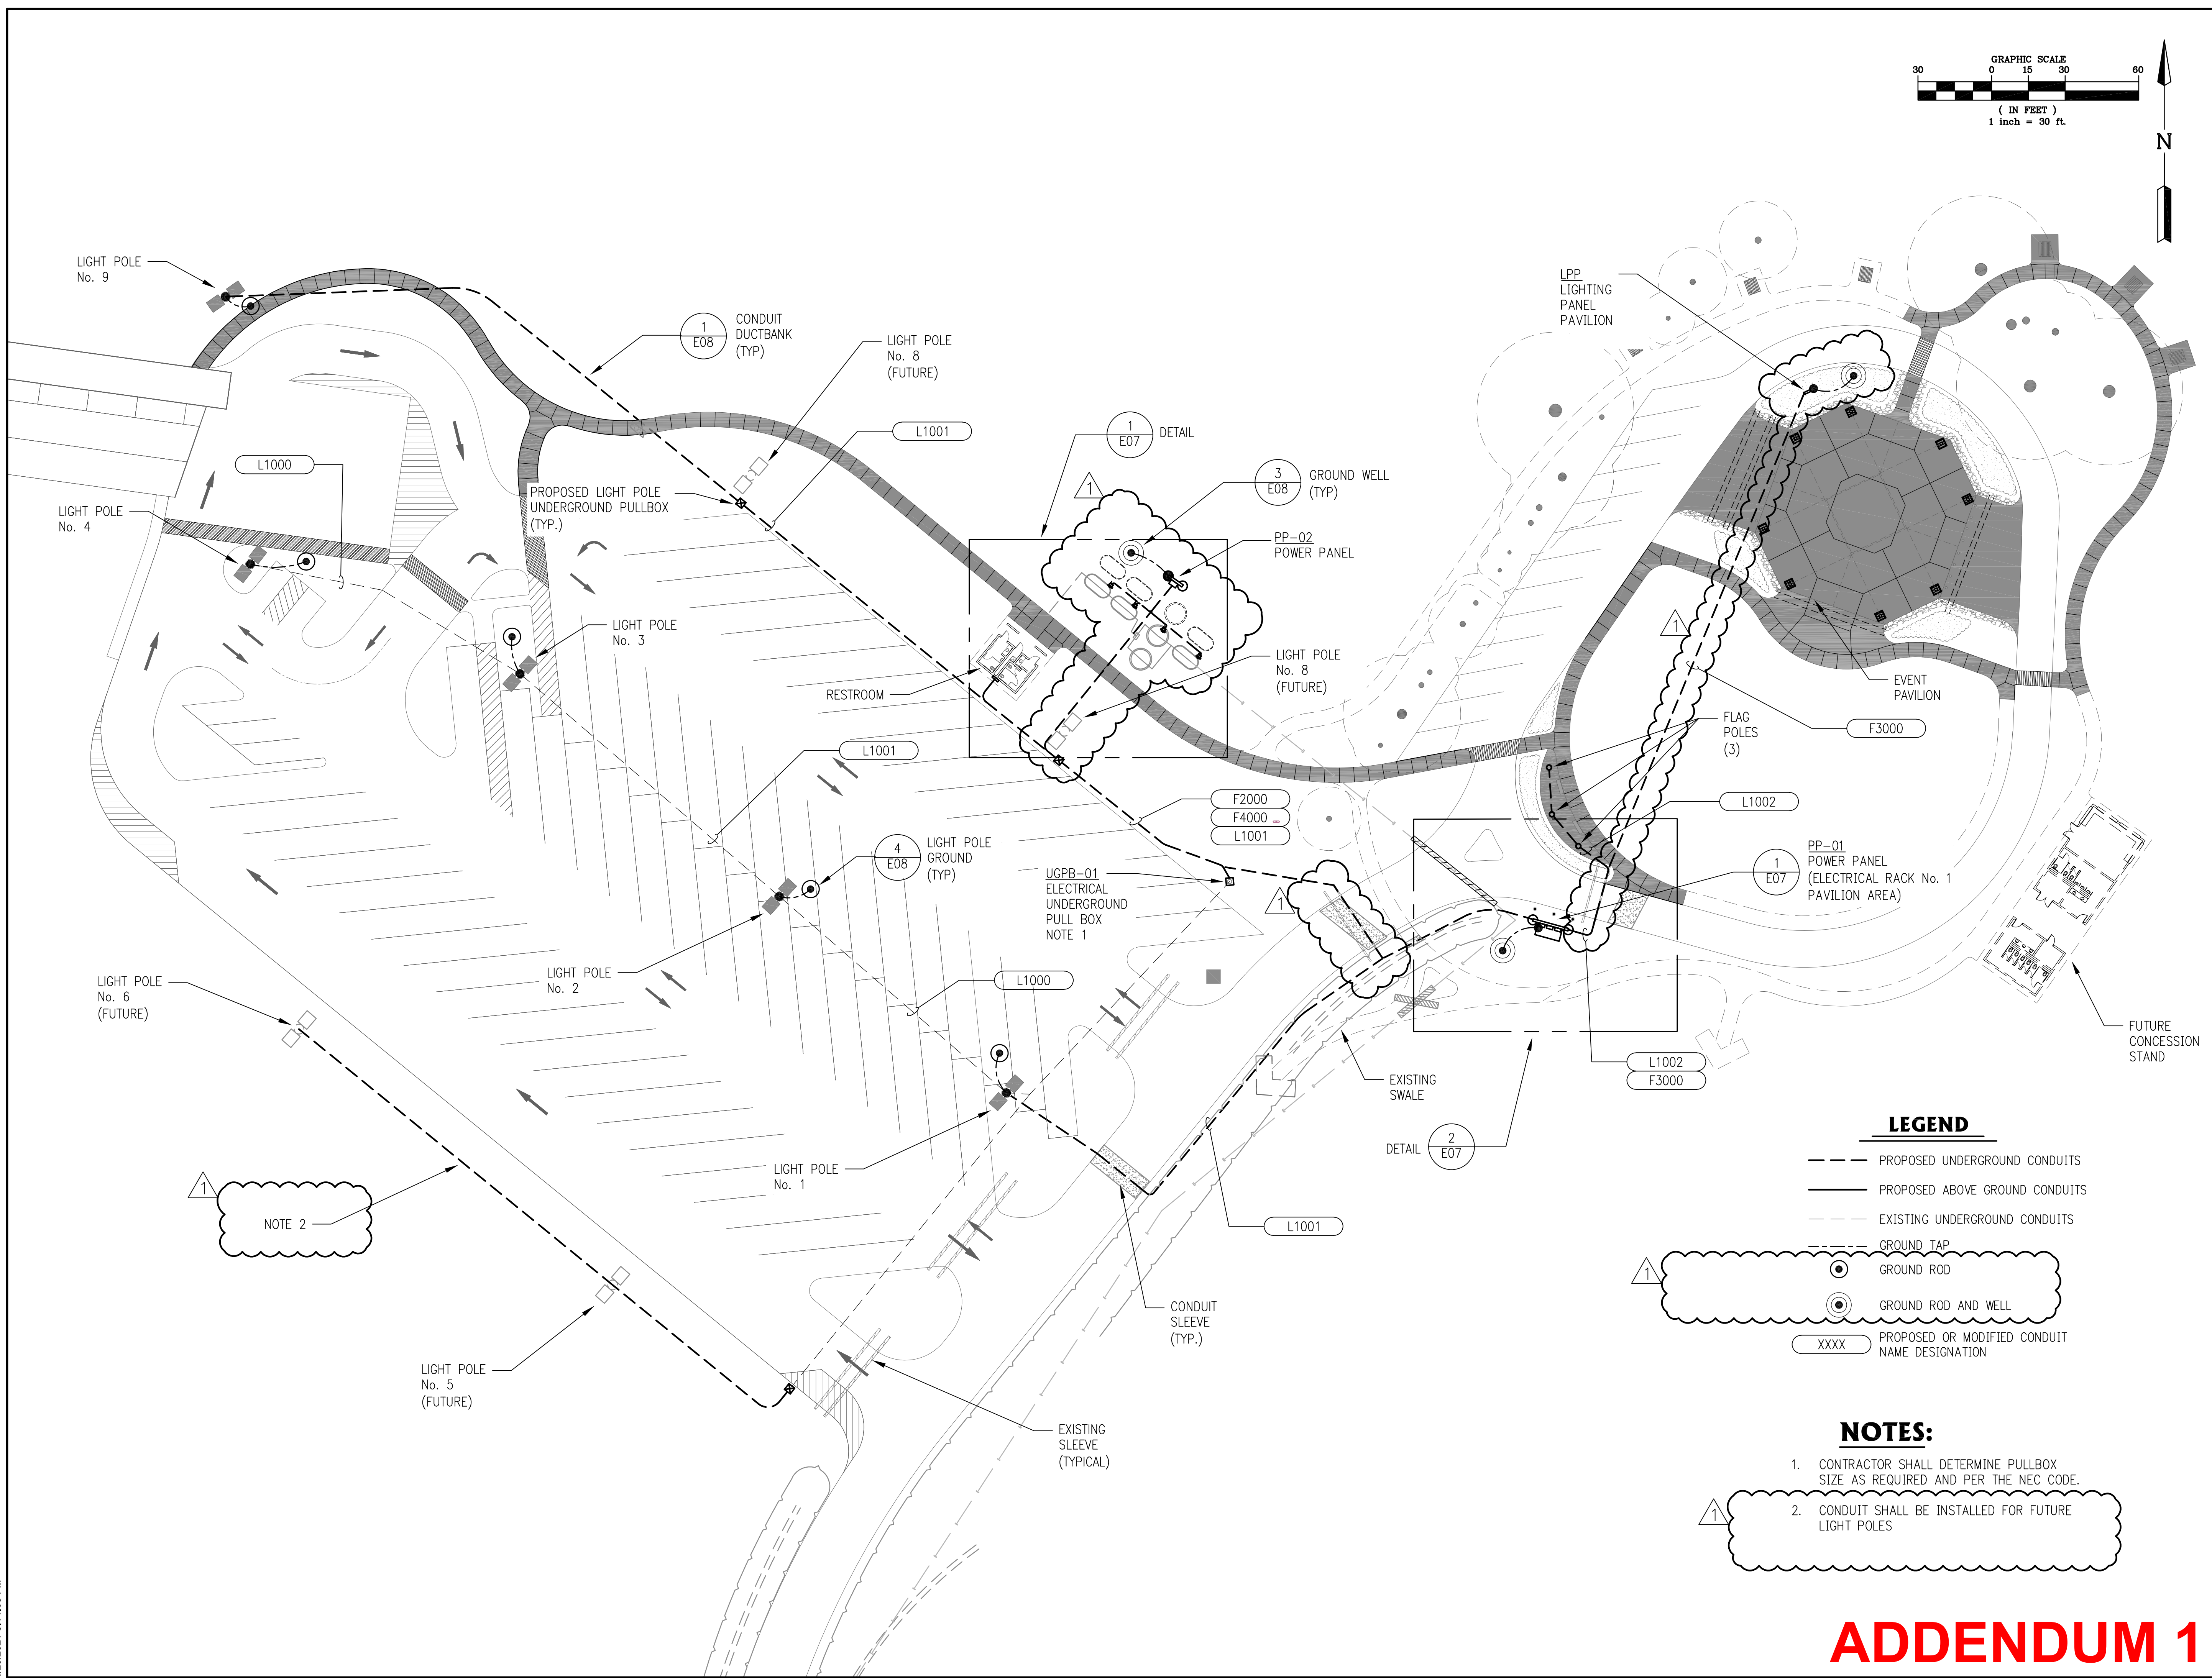 GRAPHIC SCALE
30 0 15 30 60
( IN FEET )
1 inch = 30 ft.
N
LIGHT POLE
No. 9
1
E08
CONDUIT
DUCTBANK
(TYP)
LIGHT POLE
No. 8
(FUTURE)
L1001
LPP
LIGHTING
PANEL
PAVILION
1
E07
DETAIL
L1000
PROPOSED LIGHT POLE
UNDERGROUND PULLBOX
(TYP.)
1
3
E08
GROUND WELL
(TYP)
LIGHT POLE
No. 4
PP-02
POWER PANEL
LIGHT POLE
No. 3
RESTROOM
LIGHT POLE
No. 8
(FUTURE)
1
EVENT
PAVILION
FLAG
POLES
(3)
F3000
L1001
F2000
F4000
L1001
L1002
4
E08
LIGHT POLE
GROUND
(TYP)
UGPB-01
ELECTRICAL
UNDERGROUND
PULL BOX
NOTE 1
1
1
E07
PP-01
POWER PANEL
(ELECTRICAL RACK No. 1
PAVILION AREA)
LIGHT POLE
No. 2
L1000
LIGHT POLE
No. 6
(FUTURE)
EXISTING
SWALE
L1002
F3000
FUTURE
CONCESSION
STAND
DETAIL
2
E07
LIGHT POLE
No. 1
1
NOTE 2
L1001
CONDUIT
SLEEVE
(TYP.)
LIGHT POLE
No. 5
(FUTURE)
EXISTING
SLEEVE
(TYPICAL)
LEGEND
PROPOSED UNDERGROUND CONDUITS
PROPOSED ABOVE GROUND CONDUITS
EXISTING UNDERGROUND CONDUITS
GROUND TAP
1
GROUND ROD
GROUND ROD AND WELL
XXXX
PROPOSED OR MODIFIED CONDUIT
NAME DESIGNATION
NOTES:
1. CONTRACTOR SHALL DETERMINE PULLBOX
SIZE AS REQUIRED AND PER THE NEC CODE.
1
2. CONDUIT SHALL BE INSTALLED FOR FUTURE
LIGHT POLES
ADDENDUM 1